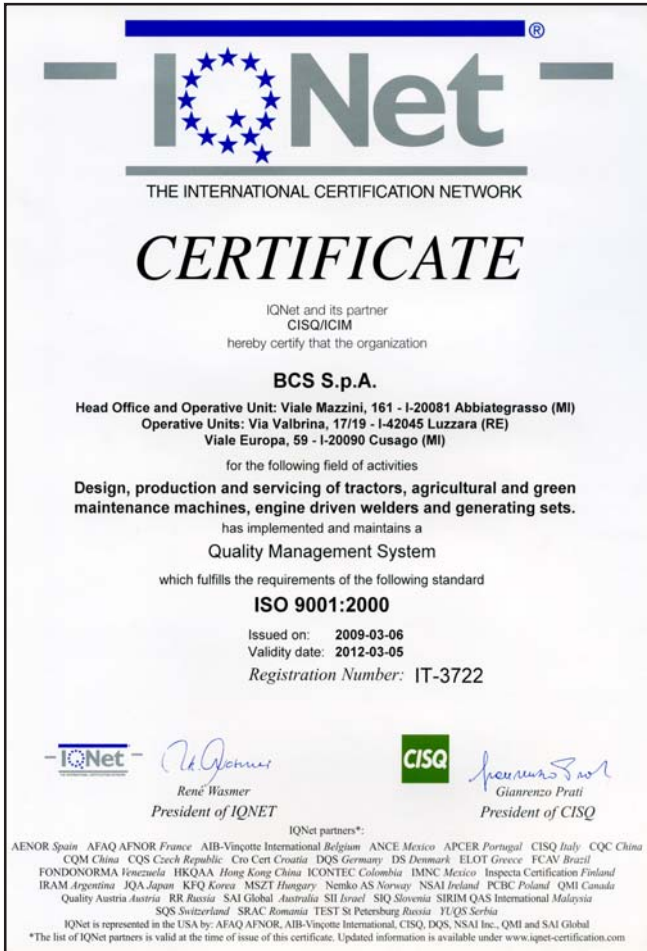 IQNet®
THE INTERNATIONAL CERTIFICATION NETWORK
CERTIFICATE
IQNet and its partner
CISQ/ICIM
hereby certify that the organization
BCS S.p.A.
Head Office and Operative Unit: Viale Mazzini, 161 - I-20081 Abbiategrasso (MI)
Operative Units: Via Valbrina, 17/19 - I-42045 Luzzara (RE)
Viale Europa, 59 - I-20090 Cusago (MI)
for the following field of activities
Design, production and servicing of tractors, agricultural and green
maintenance machines, engine driven welders and generating sets.
has implemented and maintains a
Quality Management System
which fulfills the requirements of the following standard
ISO 9001:2000
Issued on: 2009-03-06
Validity date: 2012-03-05
Registration Number: IT-3722
IQNet
CISQ
René Wasmer
Gianrenzo Prati
President of IQNET
President of CISQ
IQNet partners*:
AENOR Spain AFAQ AFNOR France AIB-Vinçotte International Belgium ANCE Mexico APCER Portugal CISQ Italy CQC China
CQM China CQS Czech Republic Cro Cert Croatia DQS Germany DS Denmark ELOT Greece FCAV Brazil
FONDONORMA Venezuela HKQAA Hong Kong China ICONTEC Colombia IMNC Mexico Inspecta Certification Finland
IRAM Argentina JQA Japan KFQ Korea MSZT Hungary Nemko AS Norway NSAI Ireland PCBC Poland QMI Canada
Quality Austria Austria RR Russia SAI Global Australia SII Israel SIQ Slovenia SIRIM QAS International Malaysia
SQS Switzerland SRAC Romania TEST St Petersburg Russia YUQS Serbia
IQNet is represented in the USA by: AFAQ AFNOR, AIB-Vinçotte International, CISQ, DQS, NSAI Inc., QMI and SAI Global
*The list of IQNet partners is valid at the time of issue of this certificate. Updated information is available under www.iqnet-certification.com